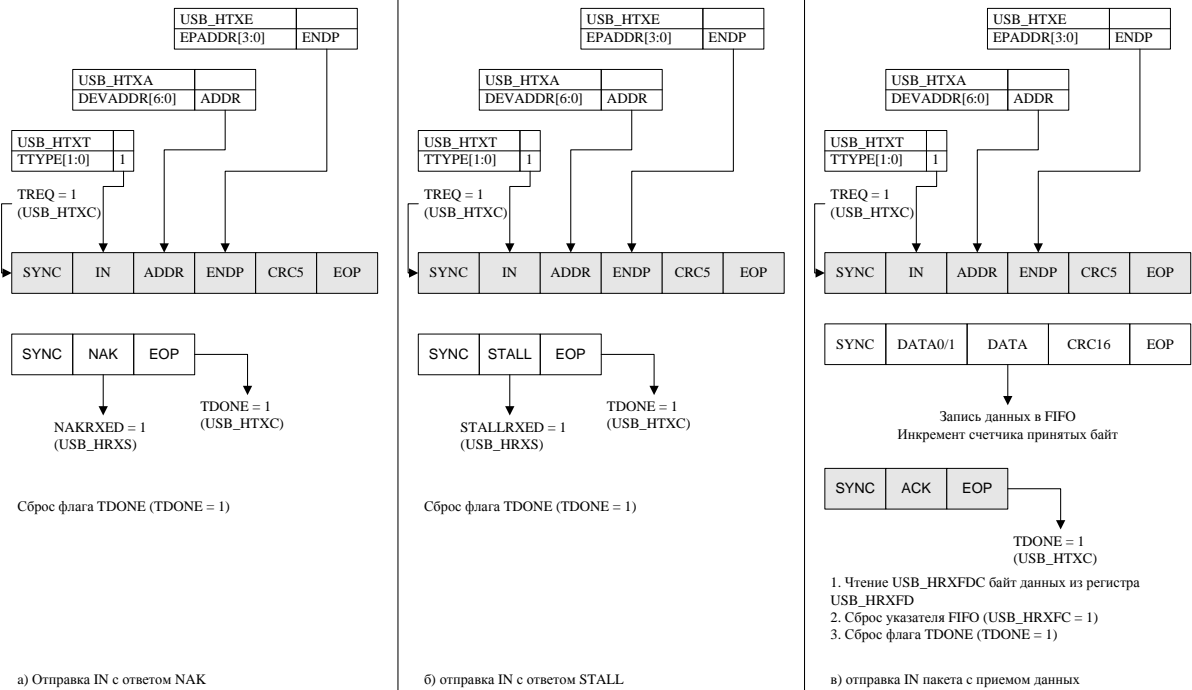 USB_HTXE
EPADDR[3:0] ENDP
USB_HTXA
DEVADDR[6:0] ADDR
USB_HTXT
TTYPE[1:0] 1
TREQ = 1
(USB_HTXC)
SYNC IN ADDR ENDP CRC5 EOP
SYNC NAK EOP
NAKRXED = 1
(USB_HRXS)
TDONE = 1
(USB_HTXC)
Сброс флага TDONE (TDONE = 1)
а) Отправка IN с ответом NAK
USB_HTXE
EPADDR[3:0] ENDP
USB_HTXA
DEVADDR[6:0] ADDR
USB_HTXT
TTYPE[1:0] 1
TREQ = 1
(USB_HTXC)
SYNC IN ADDR ENDP CRC5 EOP
SYNC STALL EOP
STALLRXED = 1
(USB_HRXS)
TDONE = 1
(USB_HTXC)
Сброс флага TDONE (TDONE = 1)
б) отправка IN с ответом STALL
USB_HTXE
EPADDR[3:0] ENDP
USB_HTXA
DEVADDR[6:0] ADDR
USB_HTXT
TTYPE[1:0] 1
TREQ = 1
(USB_HTXC)
SYNC IN ADDR ENDP CRC5 EOP
SYNC DATA0/1 DATA CRC16 EOP
Запись данных в FIFO
Инкремент счетчика принятых байт
SYNC ACK EOP
TDONE = 1
(USB_HTXC)
1. Чтение USB_HRXFDC байт данных из регистра
USB_HRXFD
2. Сброс указателя FIFO (USB_HRXFC = 1)
3. Сброс флага TDONE (TDONE = 1)
в) отправка IN пакета с приемом данных